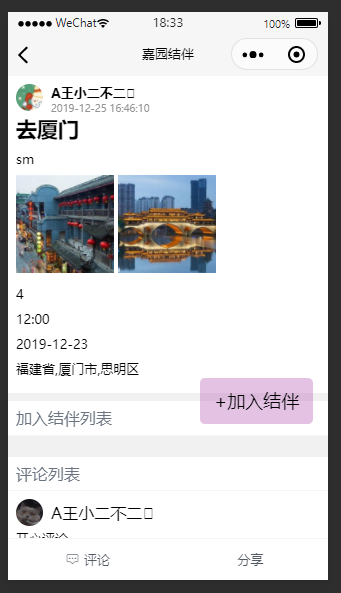 WeChat 18:33 100%
嘉园结伴
A王小二不二
2019-12-25 16:46:10
去厦门
sm
4
12:00
2019-12-23
福建省,厦门市,思明区
+加入结伴
加入结伴列表
评论列表
A王小二不二
开心评论
评论 分享